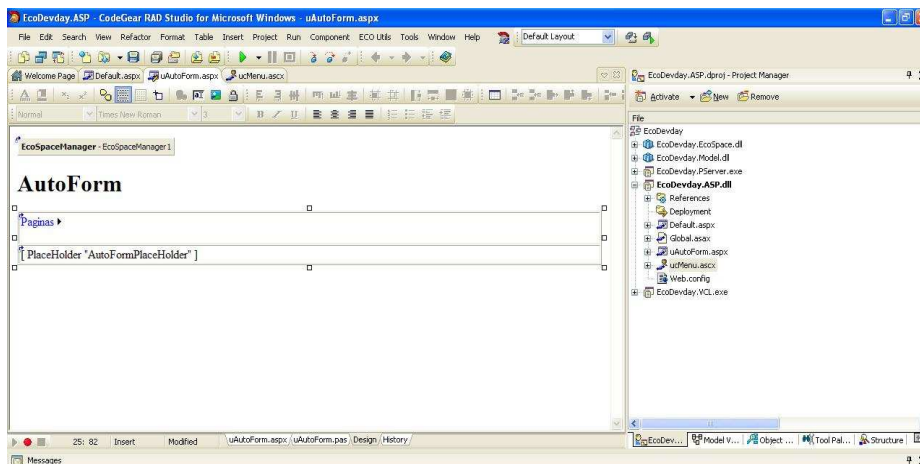 EcoDevday.ASP - CodeGear RAD Studio for Microsoft Windows - uAutoForm.aspx
File Edit Search View Refactor Format Table Insert Project Run Component ECO Utils Tools Window Help Default Layout
Welcome Page Default.aspx uAutoForm.aspx ucMenu.ascx
EcoDevday.ASP.dproj - Project Manager
Activate New Remove
Normal Times New Roman 3 B I U
File
EcoDevday
EcoSpaceManager - EcoSpaceManager1
EcoDevday.EcoSpace.dll
EcoDevday.Model.dll
EcoDevday.PServer.exe
AutoForm
EcoDevday.ASP.dll
References
Deployment
Paginas
Default.aspx
Global.asax
[ PlaceHolder "AutoFormPlaceHolder" ]
uAutoForm.aspx
ucMenu.ascx
Web.config
EcoDevday.VCL.exe
25: 82 Insert Modified uAutoForm.aspx uAutoForm.pas Design History
EcoDev... Model V... Object ... Tool Pal... Structure
Messages